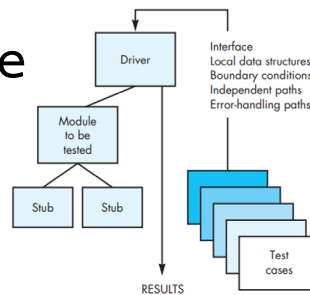 e
Driver
Interface
Local data structures
Boundary conditions
Independent paths
Error-handling paths
Module
to be
tested
Stub
Stub
Test
cases
RESULTS